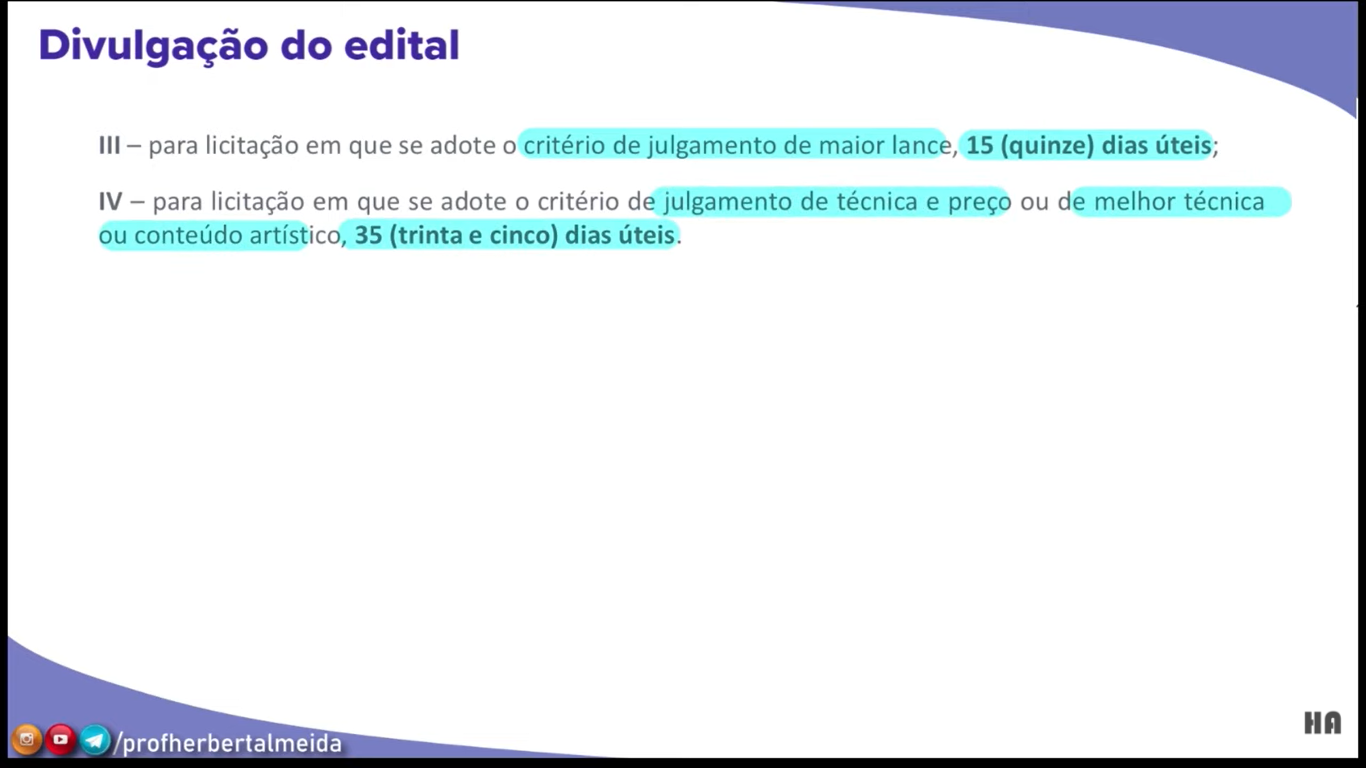 Divulgação do edital
III – para licitação em que se adote o critério de julgamento de maior lance, 15 (quinze) dias úteis;
IV – para licitação em que se adote o critério de julgamento de técnica e preço ou de melhor técnica
ou conteúdo artístico, 35 (trinta e cinco) dias úteis.
HA
/profherbertalmeida